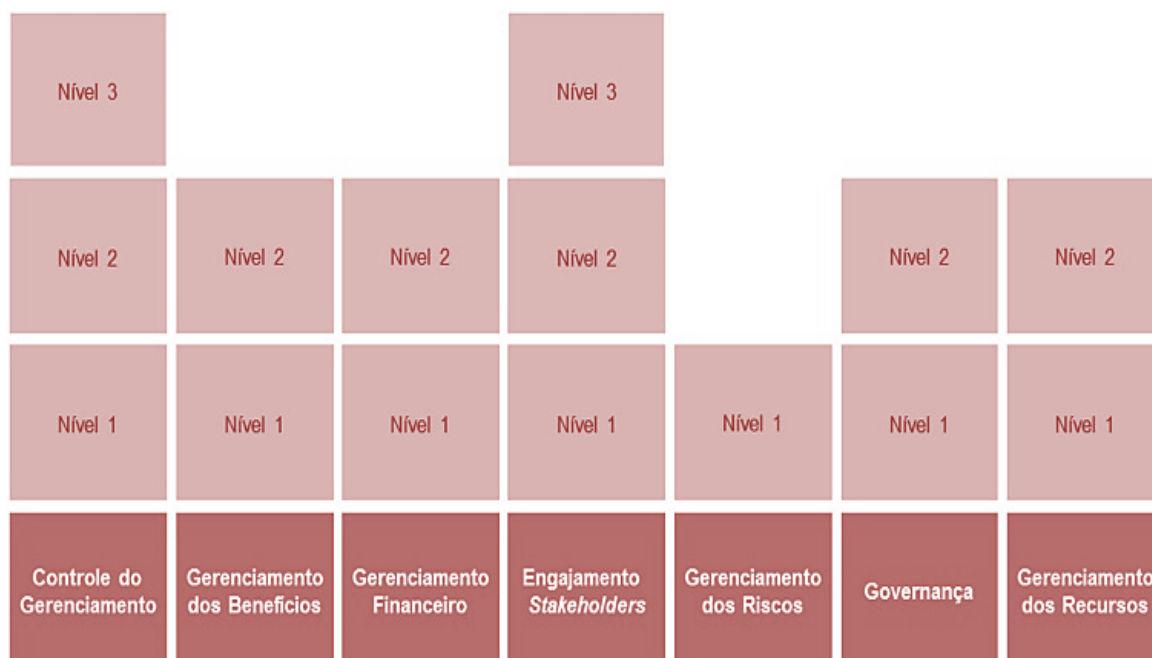 Nível 3
Nível 3
Nível 2
Nível 2
Nível 2
Nível 2
Nível 2
Nível 2
Nível 1
Nível 1
Nível 1
Nível 1
Nível 1
Nível 1
Nível 1
Controle do
Gerenciamento
Gerenciamento
dos Benefícios
Gerenciamento
Financeiro
Engajamento
Stakeholders
Gerenciamento
dos Riscos
Governança
Gerenciamento
dos Recursos